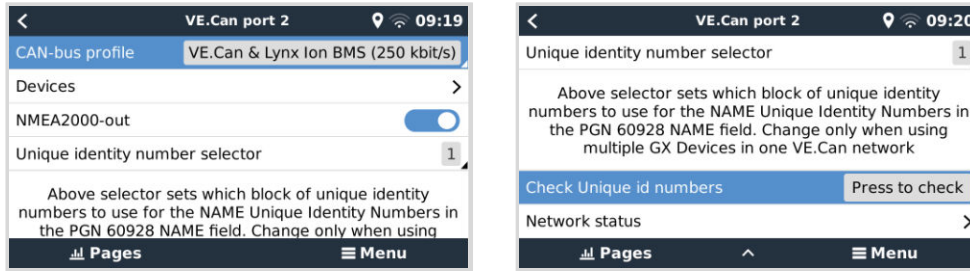 VE.Can port 2 09:19
CAN-bus profile VE.Can & Lynx Ion BMS (250 kbit/s)
Devices
NMEA2000-out
Unique identity number selector 1
Above selector sets which block of unique identity
numbers to use for the NAME Unique Identity Numbers in
the PGN 60928 NAME field. Change only when using
Pages Menu
VE.Can port 2 09:20
Unique identity number selector 1
Above selector sets which block of unique identity
numbers to use for the NAME Unique Identity Numbers in
the PGN 60928 NAME field. Change only when using
multiple GX Devices in one VE.Can network
Check Unique id numbers Press to check
Network status
Pages Menu